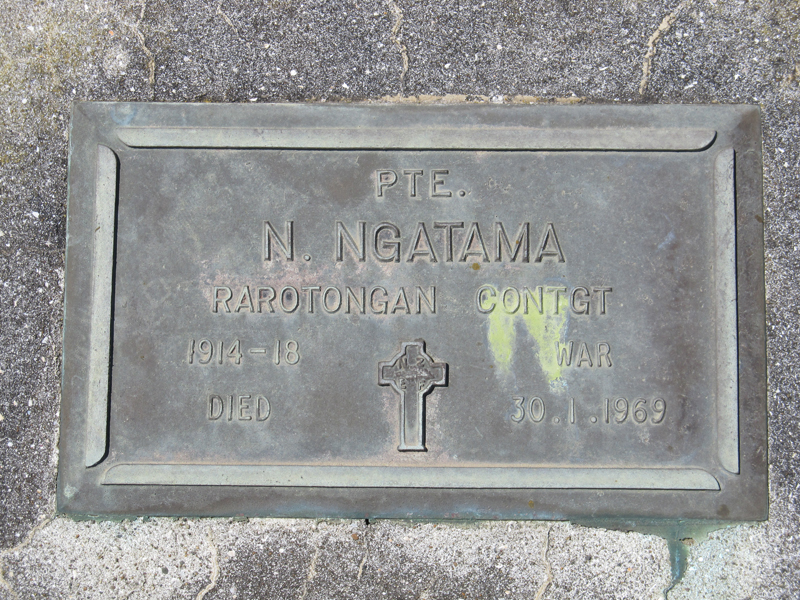 PTE.
N. NGATAMA
RAROTONGAN CONTGT
1914-18 WAR
DIED 30.1.1969